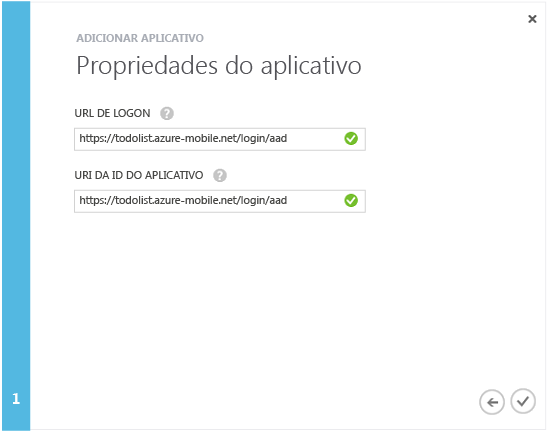 ADICIONAR APLICATIVO
Propriedades do aplicativo
URL DE LOGON ?
https://todolist.azure-mobile.net/login/aad
URI DA ID DO APLICATIVO ?
https://todolist.azure-mobile.net/login/aad
1